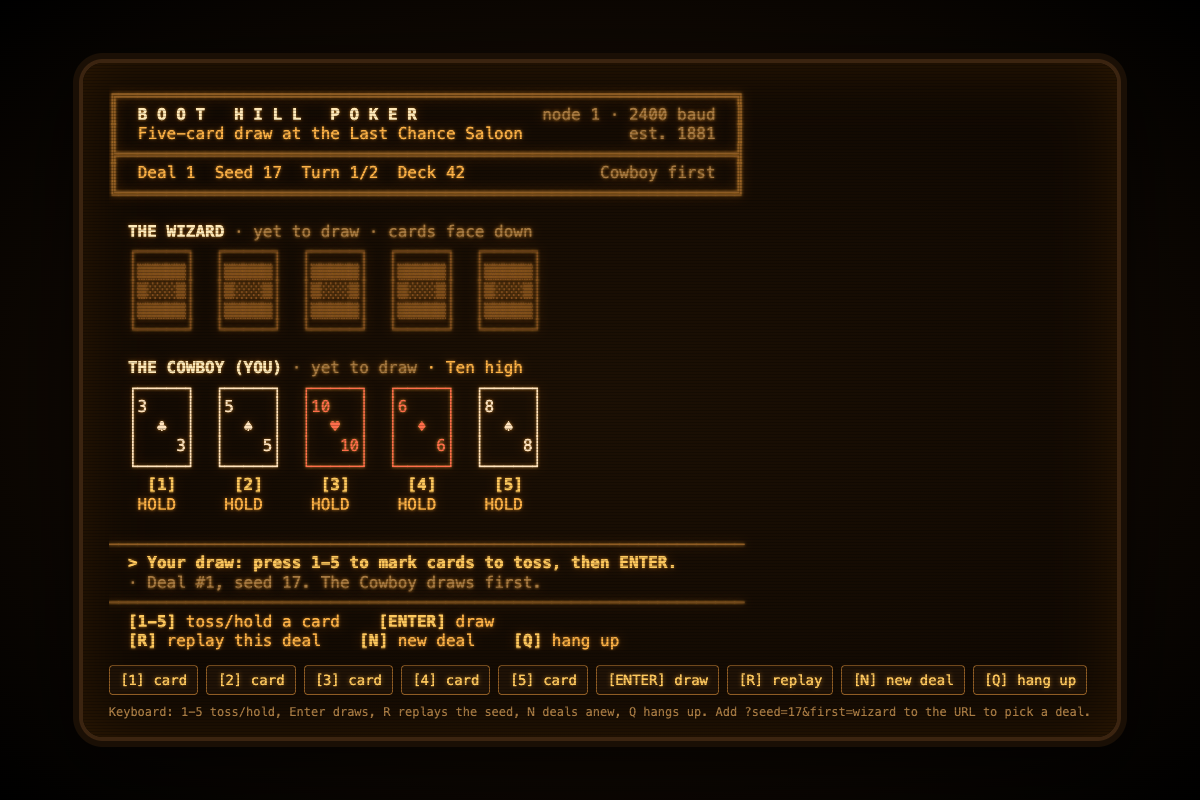 BOOT HILL POKER node 1 · 2400 baud
Five-card draw at the Last Chance Saloon est. 1881
Deal 1 Seed 17 Turn 1/2 Deck 42 Cowboy first
THE WIZARD · yet to draw · cards face down
THE COWBOY (YOU) · yet to draw · Ten high
3 5 10 6 8
♣ ♠ ♥ ♦ ♠
3 5 10 6 8
[1] [2] [3] [4] [5]
HOLD HOLD HOLD HOLD HOLD
> Your draw: press 1-5 to mark cards to toss, then ENTER.
· Deal #1, seed 17. The Cowboy draws first.
[1-5] toss/hold a card [ENTER] draw
[R] replay this deal [N] new deal [Q] hang up
[1] card [2] card [3] card [4] card [5] card [ENTER] draw [R] replay [N] new deal [Q] hang up
Keyboard: 1-5 toss/hold, Enter draws, R replays the seed, N deals anew, Q hangs up. Add ?seed=17&first=wizard to the URL to pick a deal.